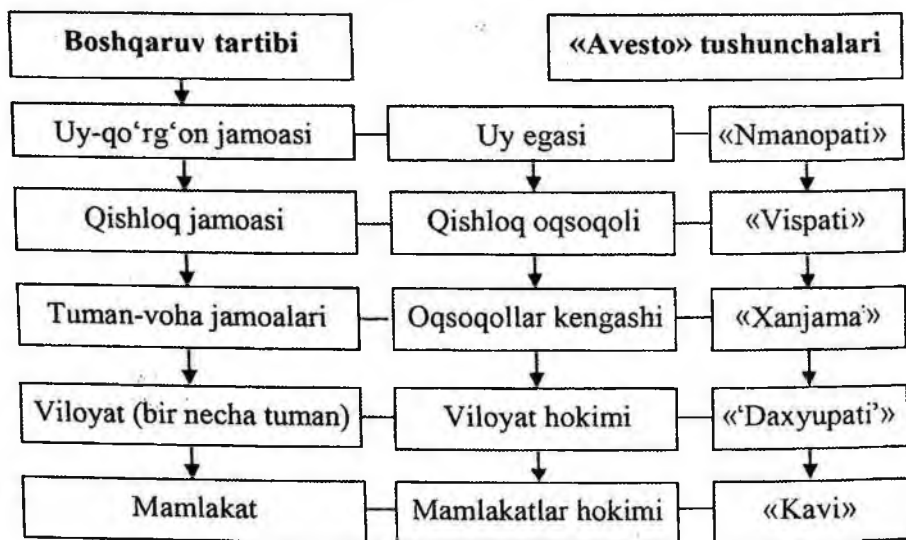 Boshqaruv tartibi
«Avesto» tushunchalari
Uy-qo‘rg‘on jamoasi
Uy egasi
«Nmanopati»
Qishloq jamoasi
Qishloq oqsoqoli
«Vispati»
Tuman-voha jamoalari
Oqsoqollar kengashi
«Xanjama’»
Viloyat (bir necha tuman)
Viloyat hokimi
«‘Daxyupati’»
Mamlakat
Mamlakatlar hokimi
«Kavi»